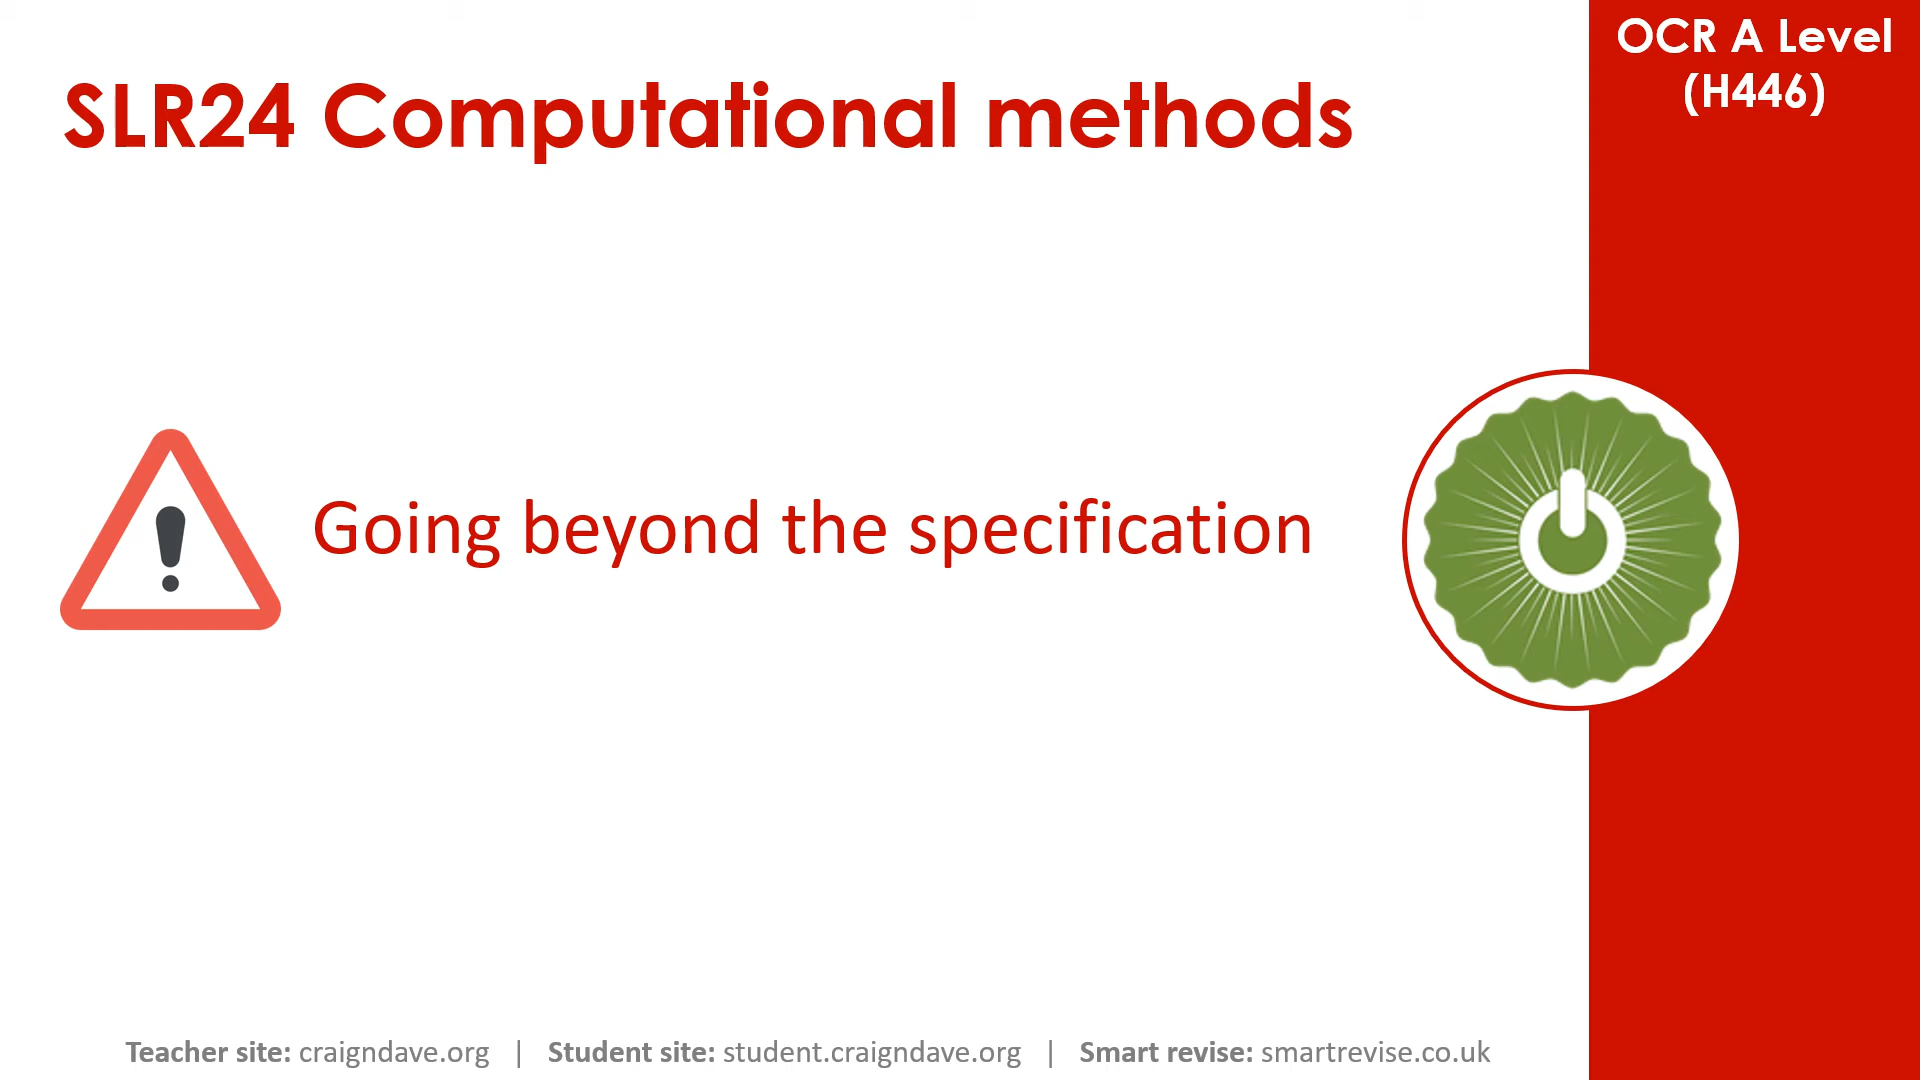 OCR A Level
(H446)
SLR24 Computational methods
Going beyond the specification
Teacher site: craigndave.org | Student site: student.craigndave.org | Smart revise: smartrevise.co.uk